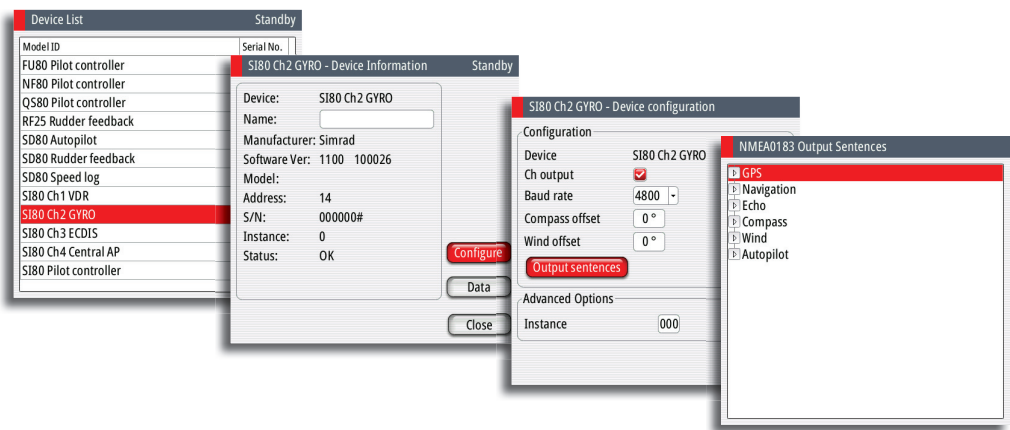 Device List Standby
Model ID Serial No.
FU80 Pilot controller
NF80 Pilot controller
QS80 Pilot controller
RF25 Rudder feedback
SD80 Autopilot
SD80 Rudder feedback
SD80 Speed log
SI80 Ch1 VDR
SI80 Ch2 GYRO
SI80 Ch3 ECDIS
SI80 Ch4 Central AP
SI80 Pilot controller
SI80 Ch2 GYRO - Device Information Standby
Device: SI80 Ch2 GYRO
Name:
Manufacturer: Simrad
Software Ver: 1100 100026
Model:
Address: 14
S/N: 000000#
Instance: 0
Status: OK
Configure
Data
Close
SI80 Ch2 GYRO - Device configuration
Configuration
Device SI80 Ch2 GYRO
Ch output
Baud rate 4800
Compass offset 0 °
Wind offset 0 °
Output sentences
Advanced Options
Instance 000
NMEA0183 Output Sentences
GPS
Navigation
Echo
Compass
Wind
Autopilot